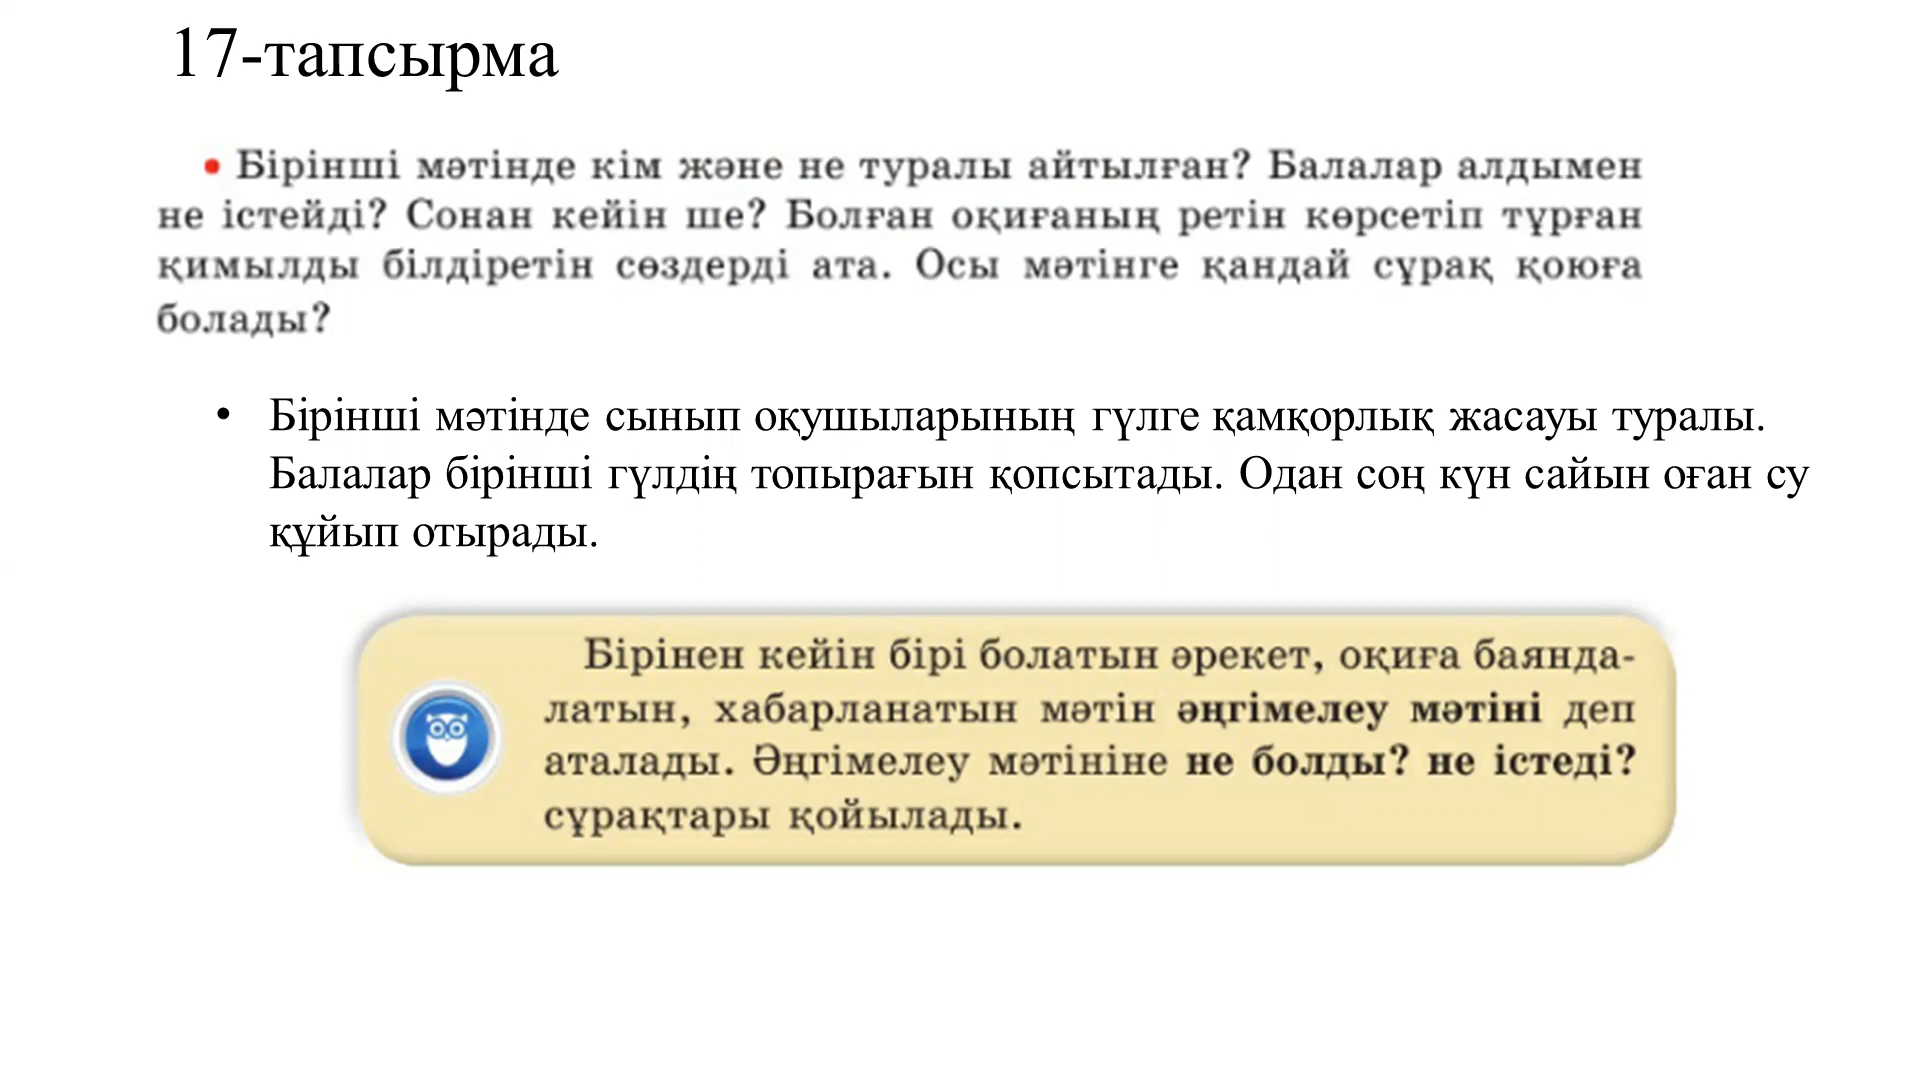 17-тапсырма
• Бірінші мәтінде кім және не туралы айтылған? Балалар алдымен
не істейді? Сонан кейін ше? Болған оқиғаның ретін көрсетіп тұрған
қимылды білдіретін сөздерді ата. Осы мәтінге қандай сұрақ қоюға
болады?
• Бірінші мәтінде сынып оқушыларының гүлге қамқорлық жасауы туралы.
Балалар бірінші гүлдің топырағын қопсытады. Одан соң күн сайын оған су
құйып отырады.
Бірінен кейін бірі болатын әрекет, оқиға баянда-
латын, хабарланатын мәтін әңгімелеу мәтіні деп
аталады. Әңгімелеу мәтініне не болды? не істеді?
сұрақтары қойылады.